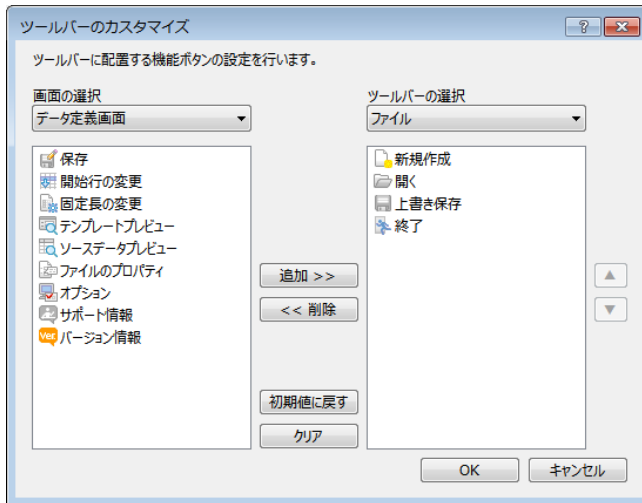 ツールバーのカスタマイズ
ツールバーに配置する機能ボタンの設定を行います。
画面の選択
データ定義画面
保存
開始行の変更
固定長の変更
テンプレートプレビュー
ソースデータプレビュー
ファイルのプロパティ
オプション
サポート情報
Ver. バージョン情報
追加 >>
<< 削除
初期値に戻す
クリア
ツールバーの選択
ファイル
新規作成
開く
上書き保存
終了
▲
▼
OK
キャンセル